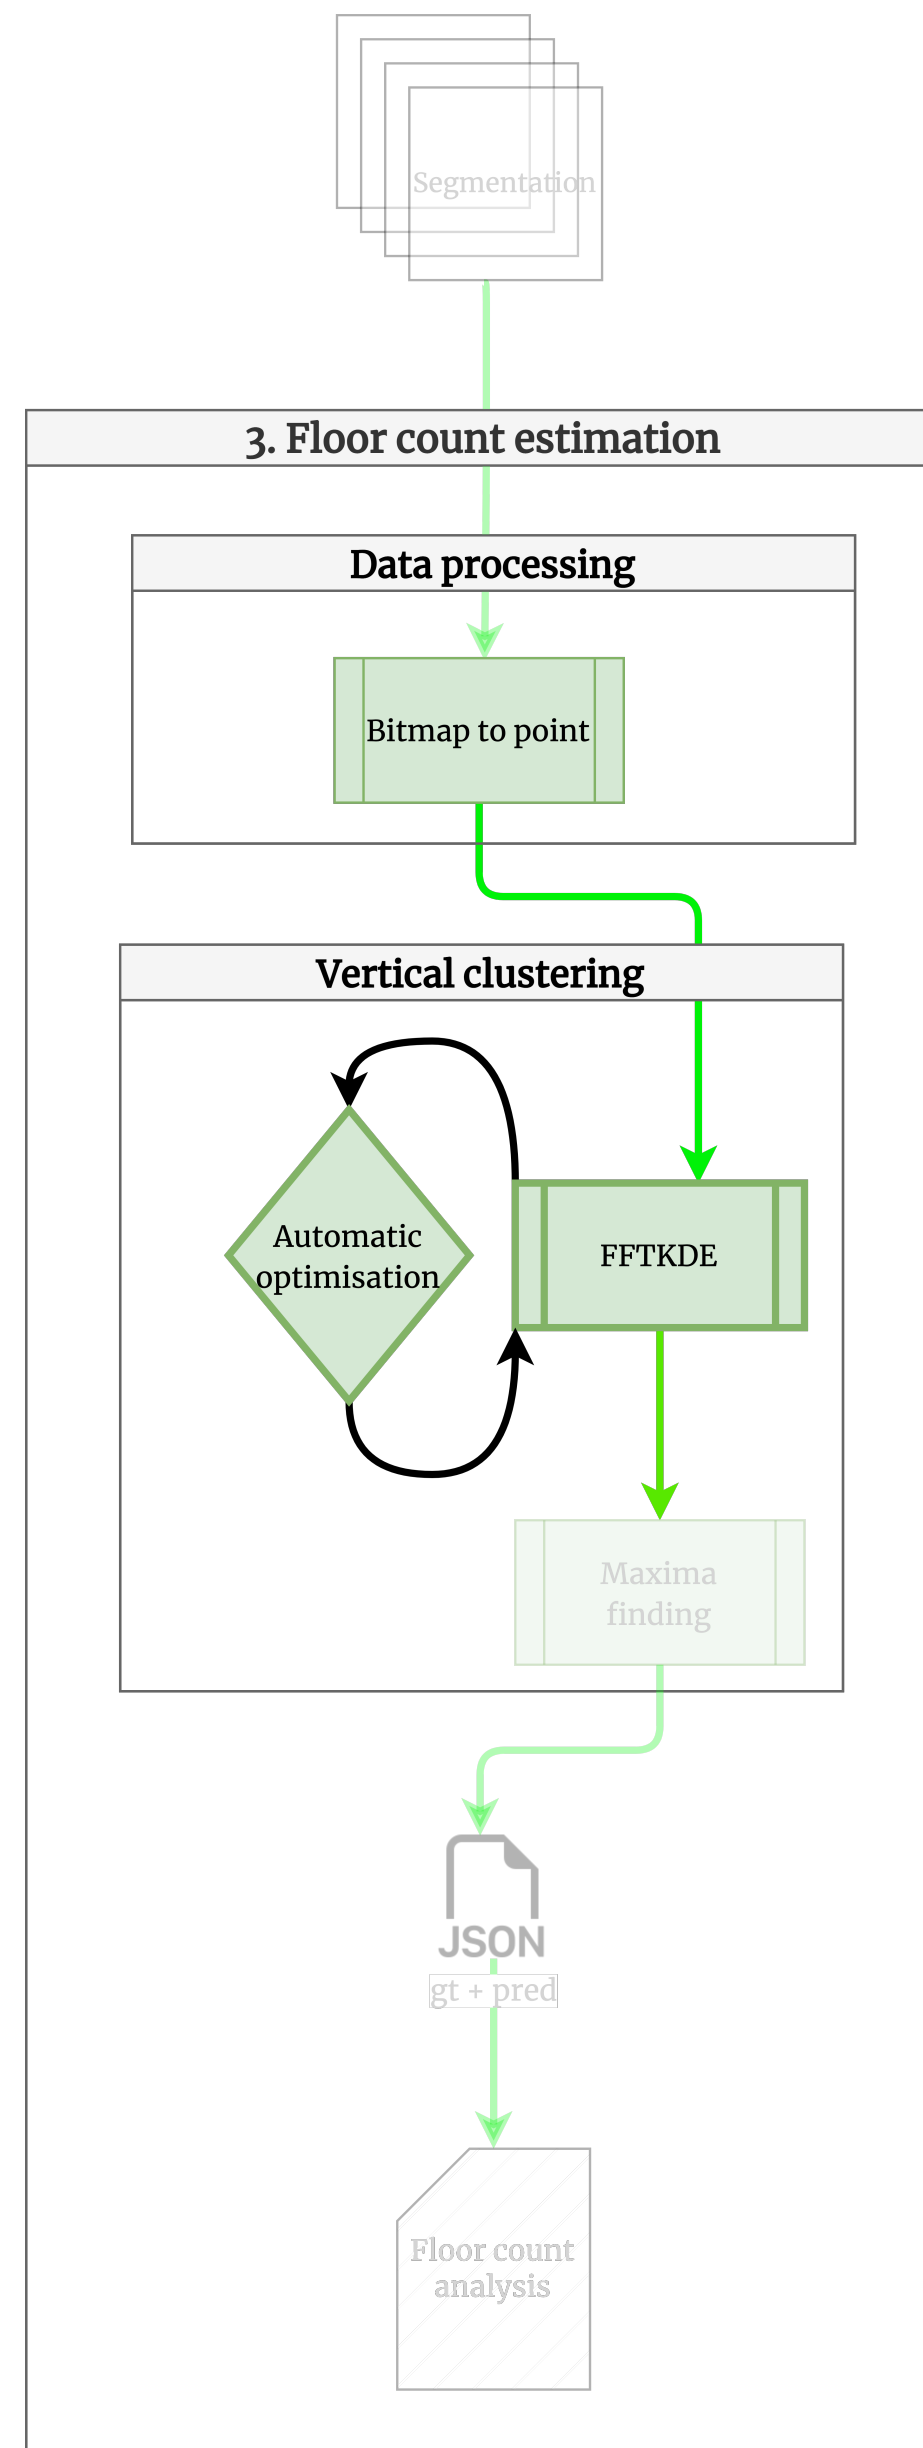 Segmentation
3. Floor count estimation
Data processing
Bitmap to point
Vertical clustering
Automatic
optimisation
FFTKDE
Maxima
finding
JSON
gt + pred
Floor count
analysis